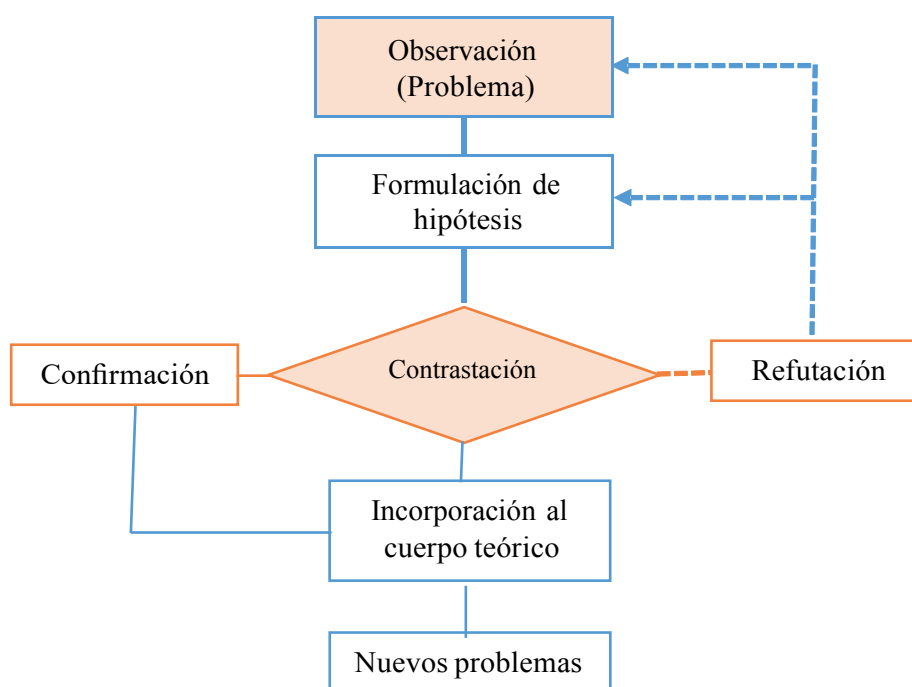 Observación
(Problema)
Formulación de
hipótesis
Confirmación
Contrastación
Refutación
Incorporación al
cuerpo teórico
Nuevos problemas